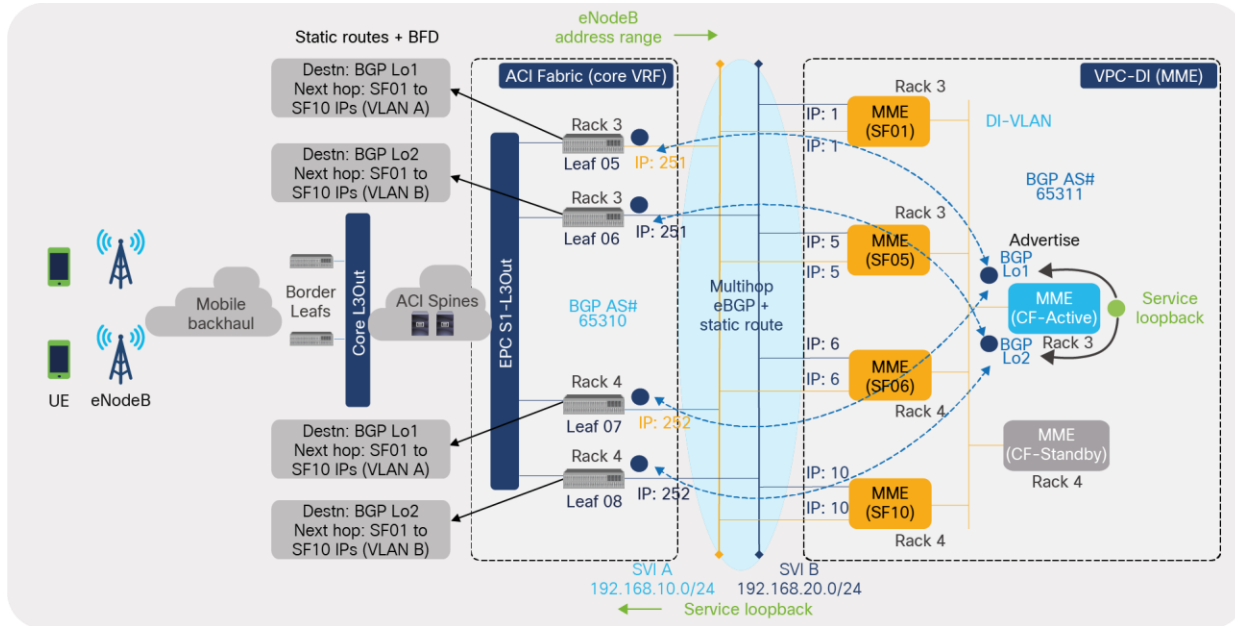 eNodeB
address range
Static routes + BFD
Destn: BGP Lo1
Next hop: SF01 to
SF10 IPs (VLAN A)
ACI Fabric (core VRF)
VPC-DI (MME)
Rack 3
Leaf 05
IP: 251
Destn: BGP Lo2
Next hop: SF01 to
SF10 IPs (VLAN B)
Rack 3
Leaf 06
IP: 251
Rack 3
IP: 1
IP: 1
MME
(SF01)
DI-VLAN
BGP AS#
65311
Rack 3
IP: 5
IP: 5
MME
(SF05)
Advertise
BGP
Lo1
MME
(CF-Active)
Rack 3
BGP
Lo2
Service
loopback
UE
eNodeB
Mobile
backhaul
Border
Leafs
Core L3Out
ACI Spines
EPC S1-L3Out
BGP AS#
65310
Multihop
eBGP +
static route
IP: 6
IP: 6
MME
(SF06)
Rack 4
MME
(CF-Standby)
Rack 4
Rack 4
Leaf 07
IP: 252
Destn: BGP Lo1
Next hop: SF01 to
SF10 IPs (VLAN A)
Rack 4
Leaf 08
IP: 252
Destn: BGP Lo2
Next hop: SF01 to
SF10 IPs (VLAN B)
IP: 10
IP: 10
MME
(SF10)
Rack 4
SVI A
192.168.10.0/24
SVI B
192.168.20.0/24
Service loopback